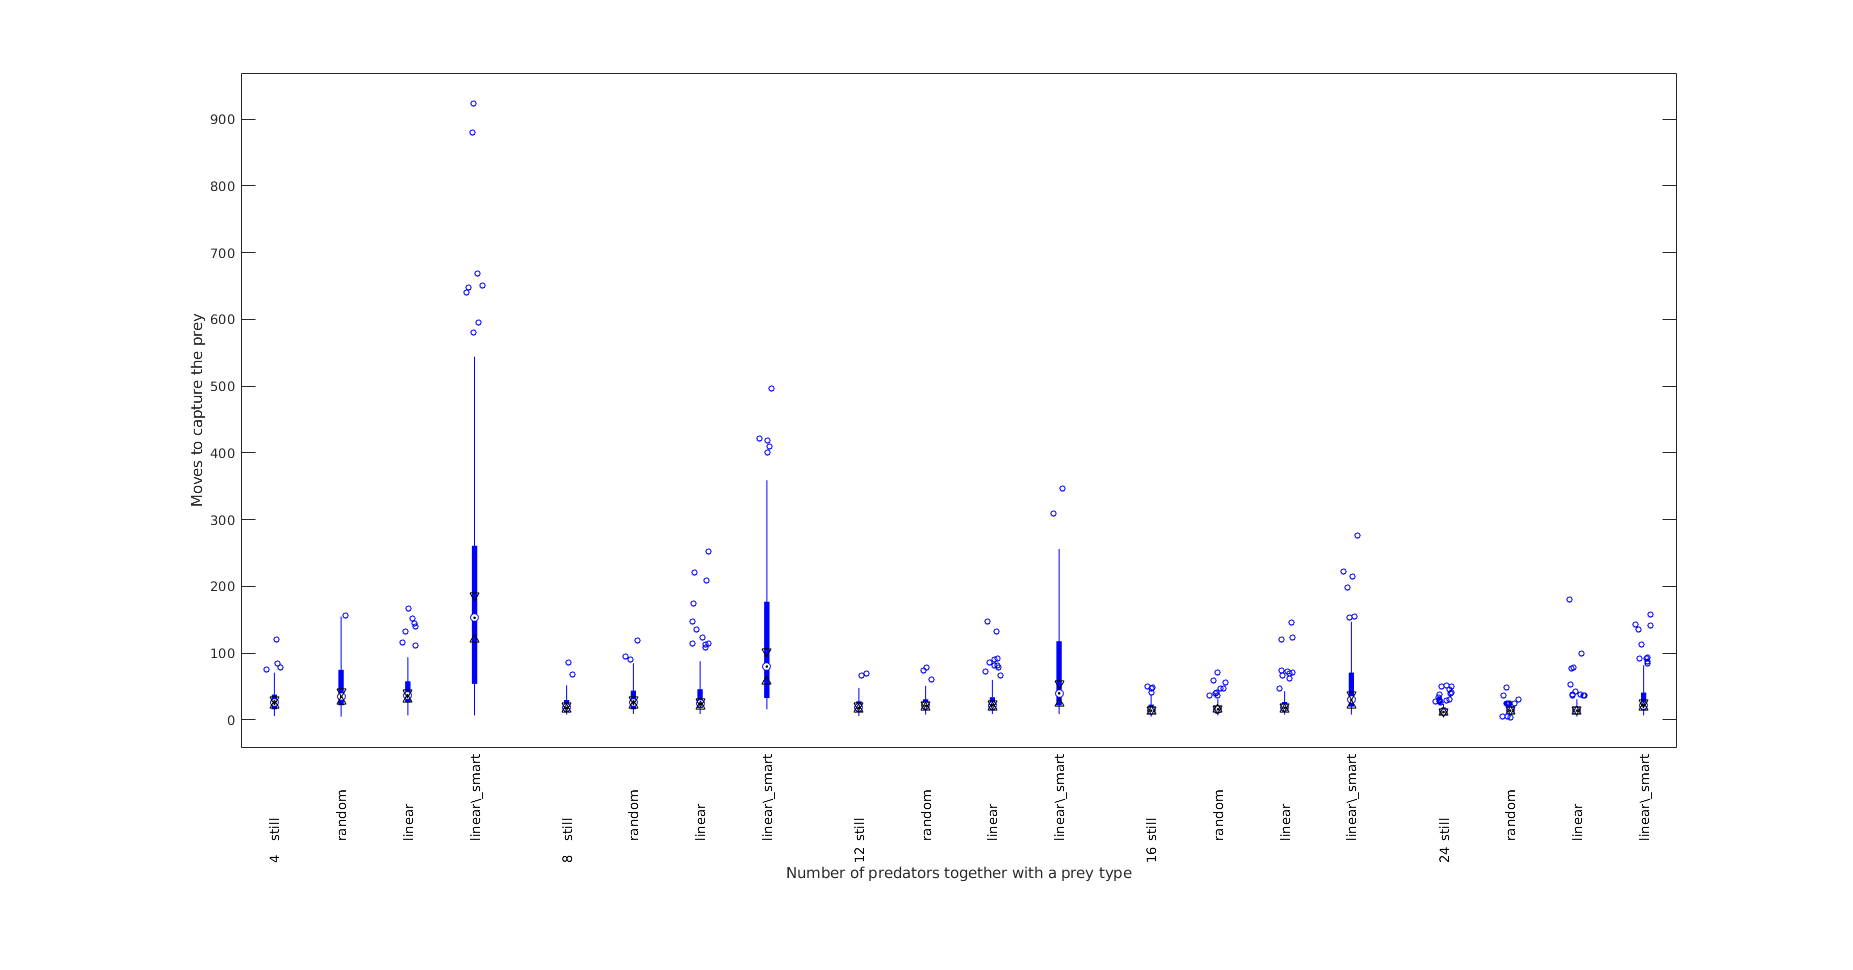 900
800
700
600
500
400
300
200
100
0
Moves to capture the prey
4 still
random
linear
linear\_smart
8 still
random
linear
linear\_smart
12 still
random
linear
linear\_smart
16 still
random
linear
linear\_smart
24 still
random
linear
linear\_smart
Number of predators together with a prey type